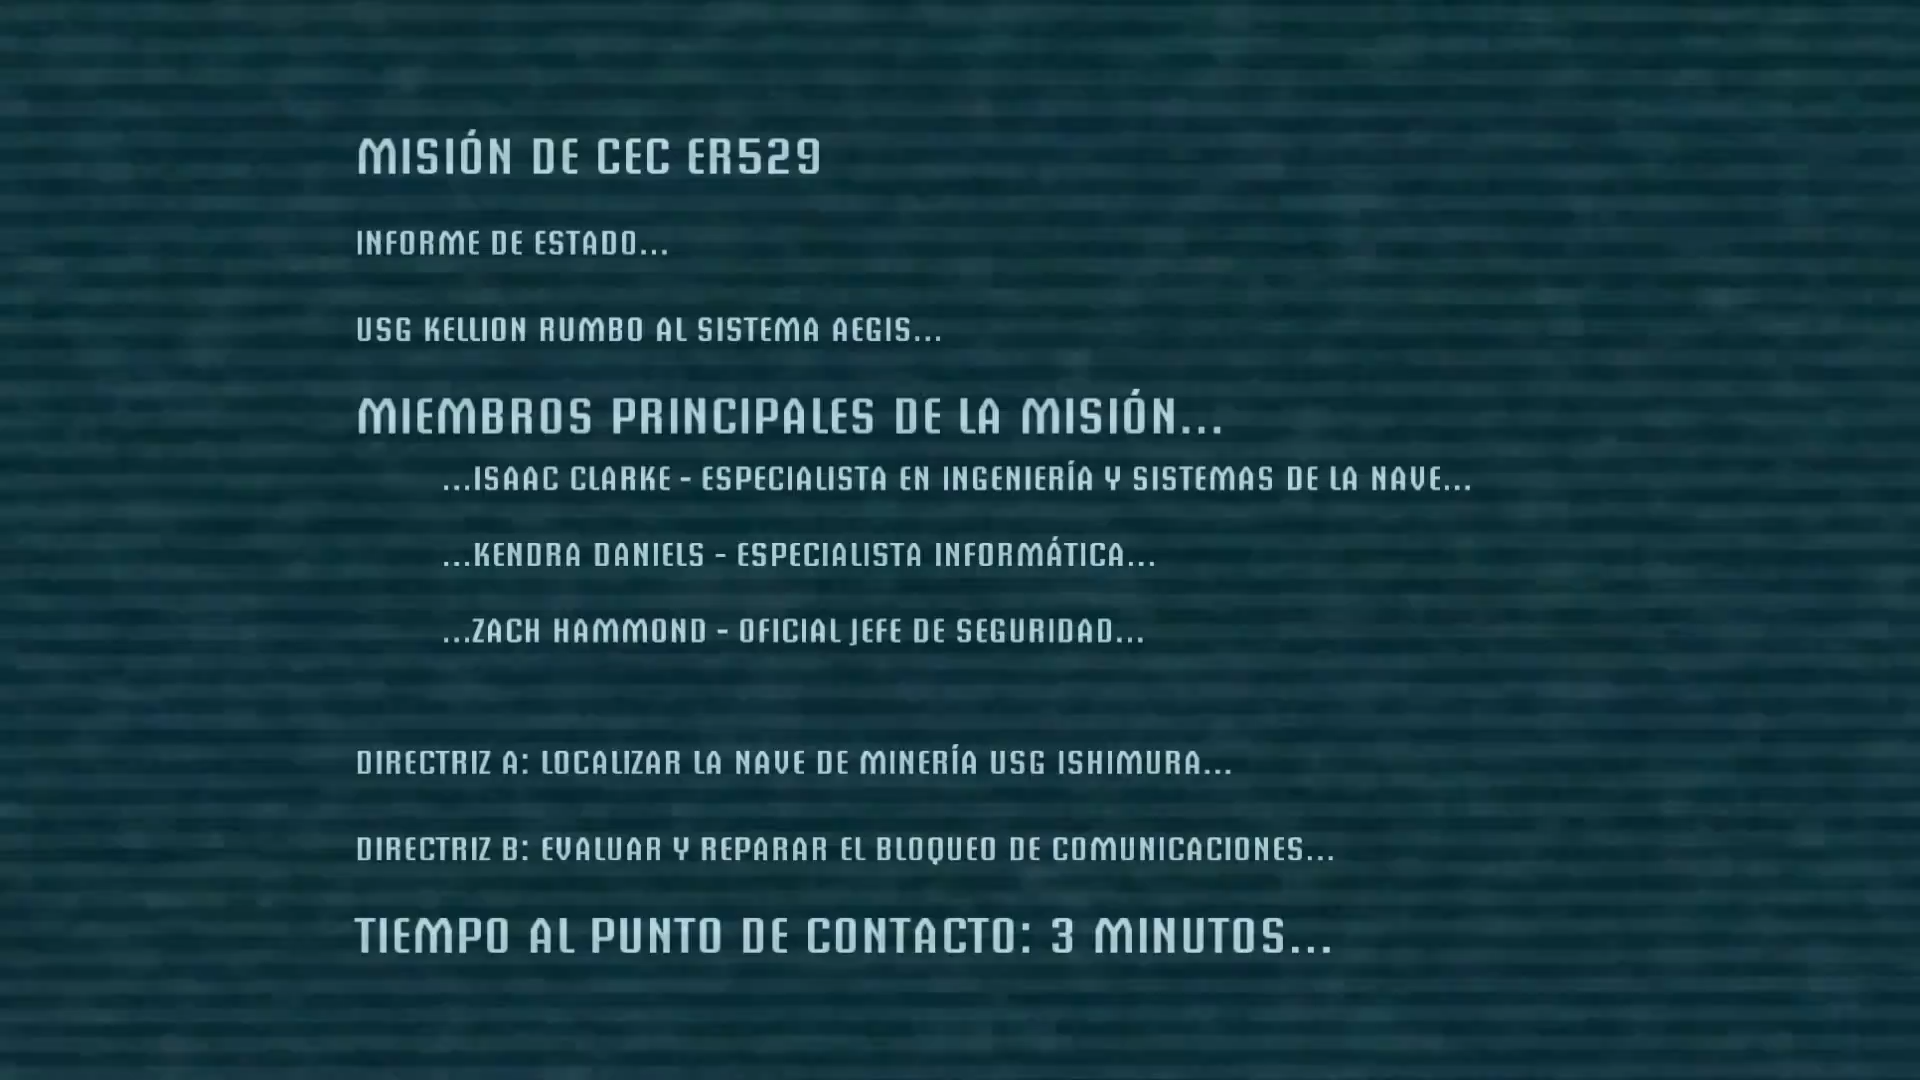 MISIÓN DE CEC ER529
INFORME DE ESTADO...
USG KELLION RUMBO AL SISTEMA AEGIS...
MIEMBROS PRINCIPALES DE LA MISIÓN...
...ISAAC CLARKE - ESPECIALISTA EN INGENIERÍA Y SISTEMAS DE LA NAVE...
...KENDRA DANIELS - ESPECIALISTA INFORMÁTICA...
...ZACH HAMMOND - OFICIAL JEFE DE SEGURIDAD...
DIRECTRIZ A: LOCALIZAR LA NAVE DE MINERÍA USG ISHIMURA...
DIRECTRIZ B: EVALUAR Y REPARAR EL BLOQUEO DE COMUNICACIONES...
TIEMPO AL PUNTO DE CONTACTO: 3 MINUTOS...